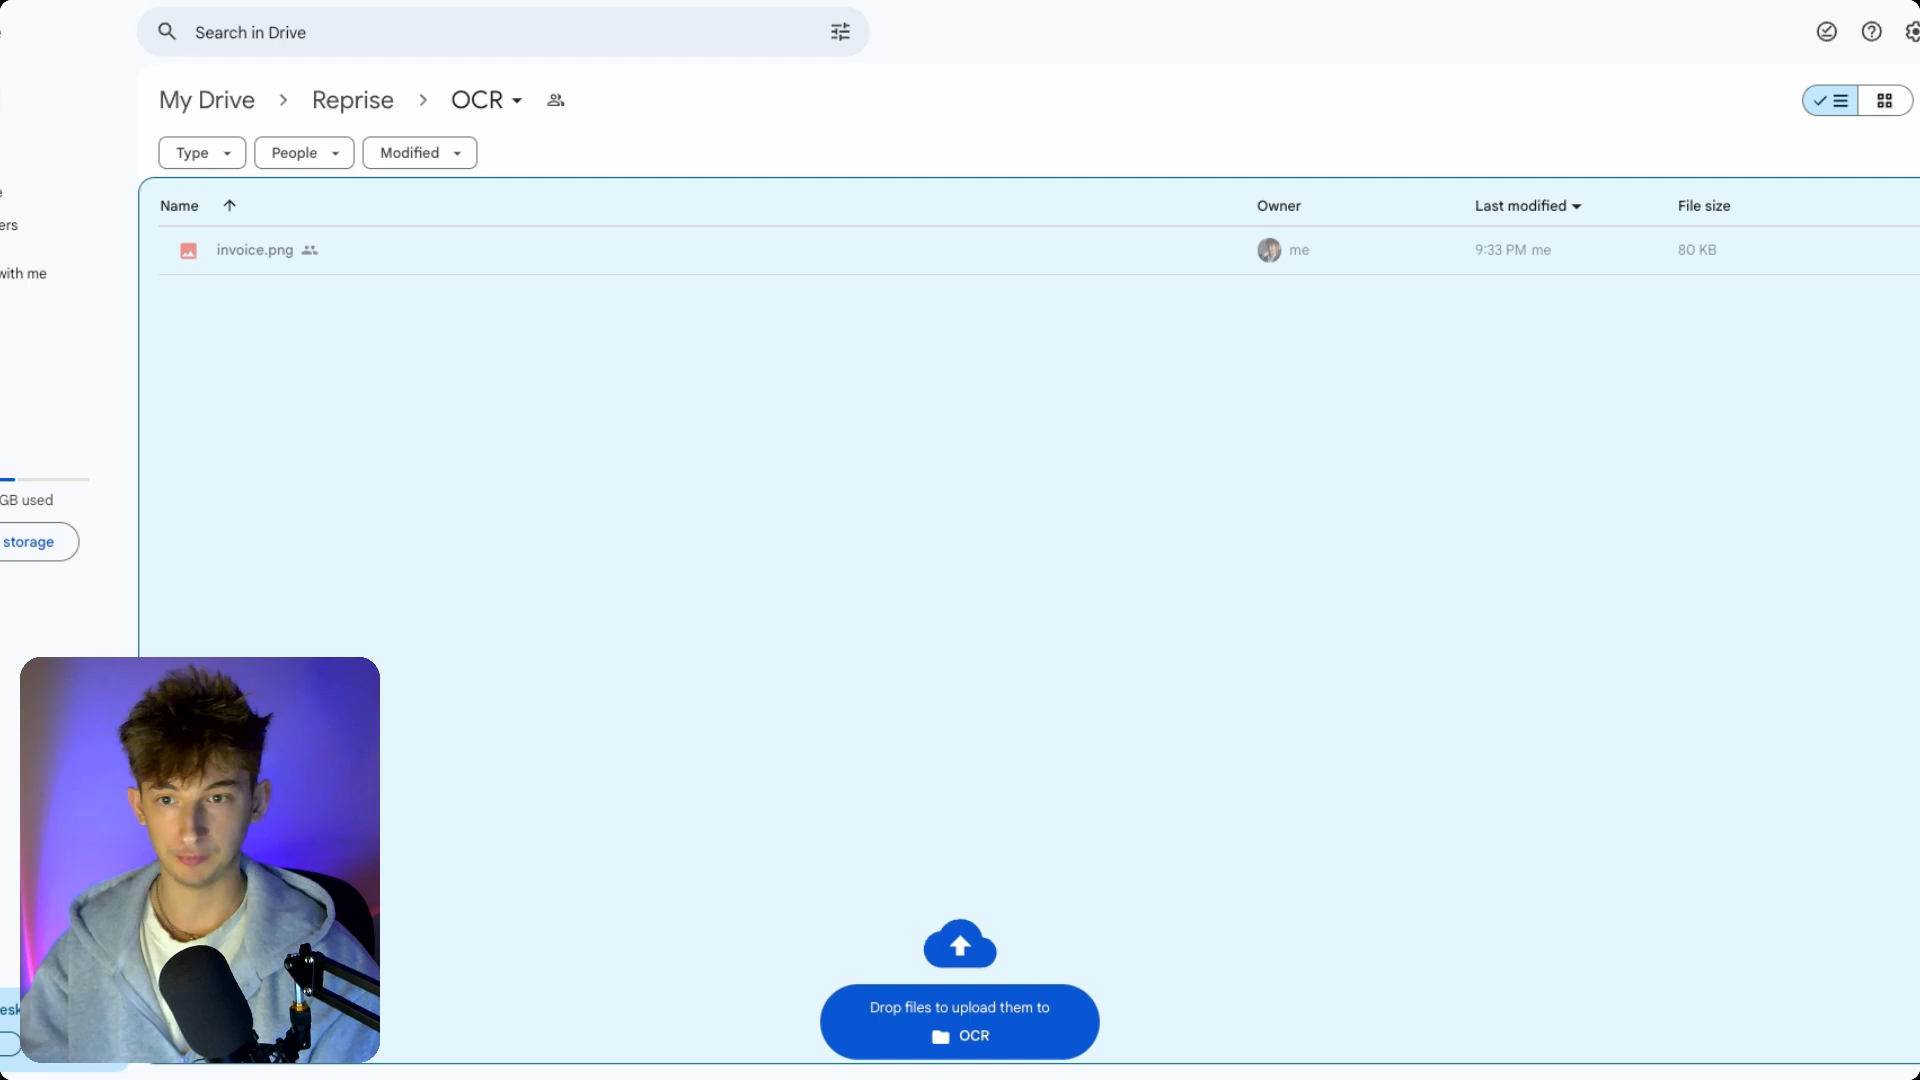 Search in Drive
My Drive
Reprise
OCR
Type
People
Modified
ers
with me
GB used
storage
Name
Owner
Last modified
File size
invoice.png
me
9:33 PM me
80 KB
esk
Drop files to upload them to
OCR